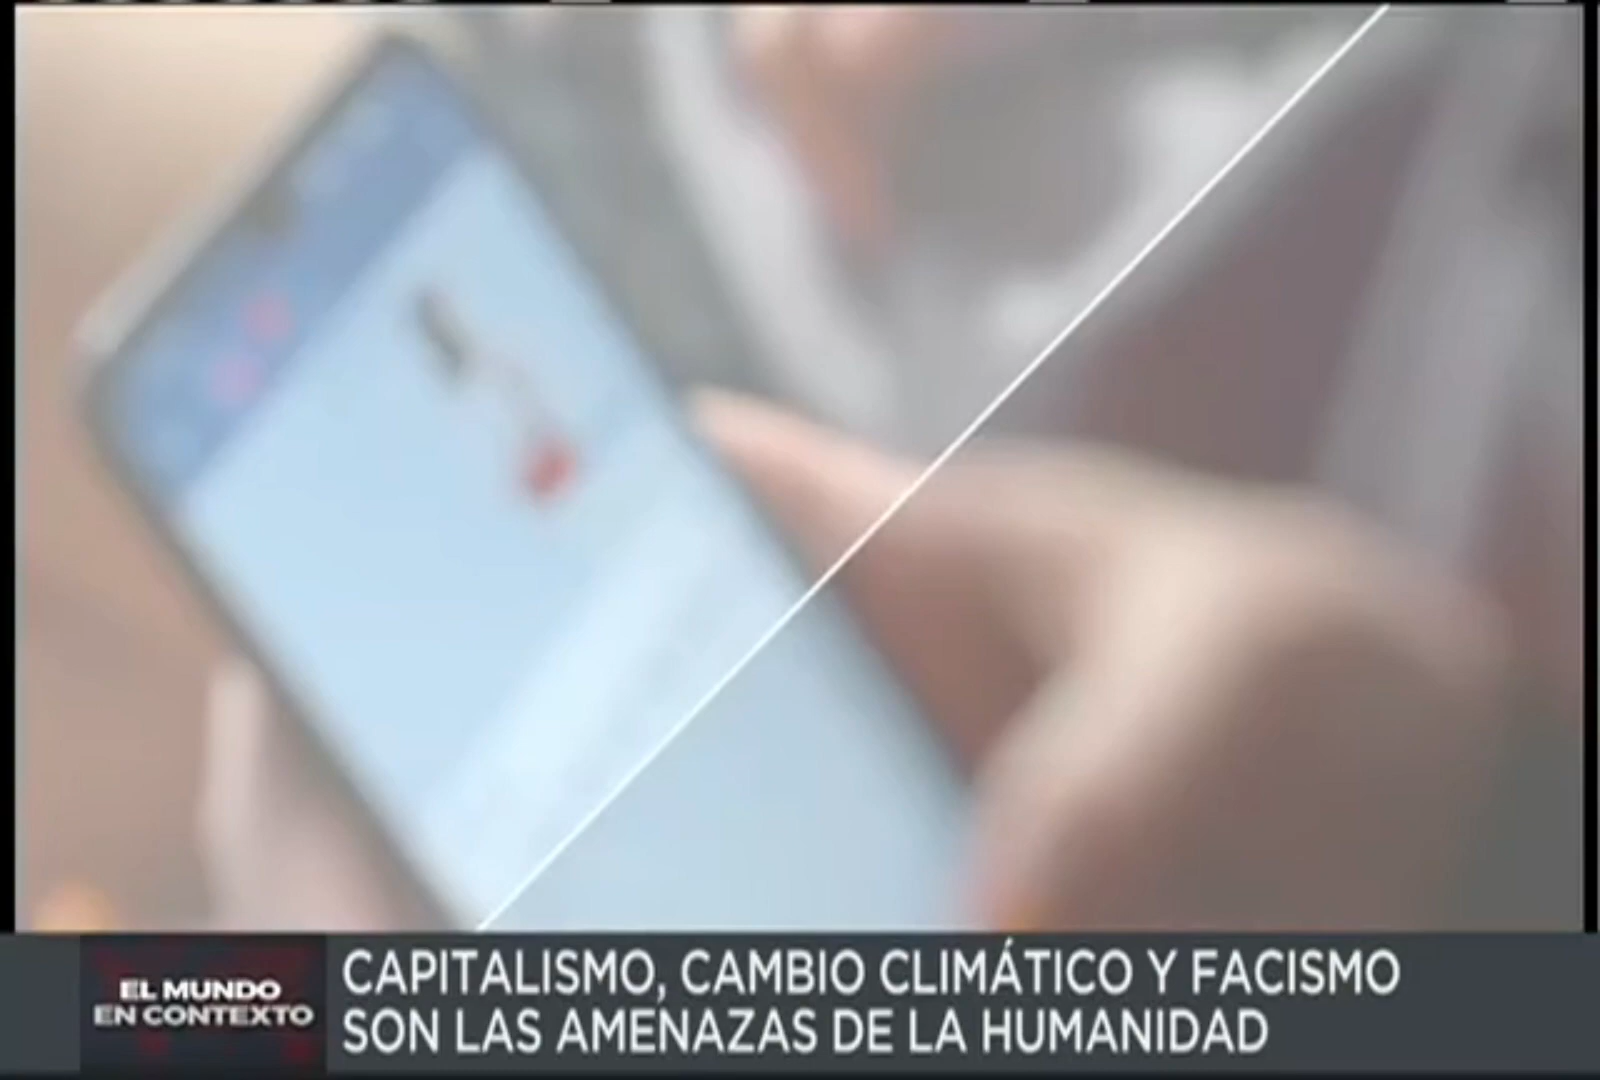 EL MUNDO
EN CONTEXTO
CAPITALISMO, CAMBIO CLIMÁTICO Y FACISMO
SON LAS AMENAZAS DE LA HUMANIDAD